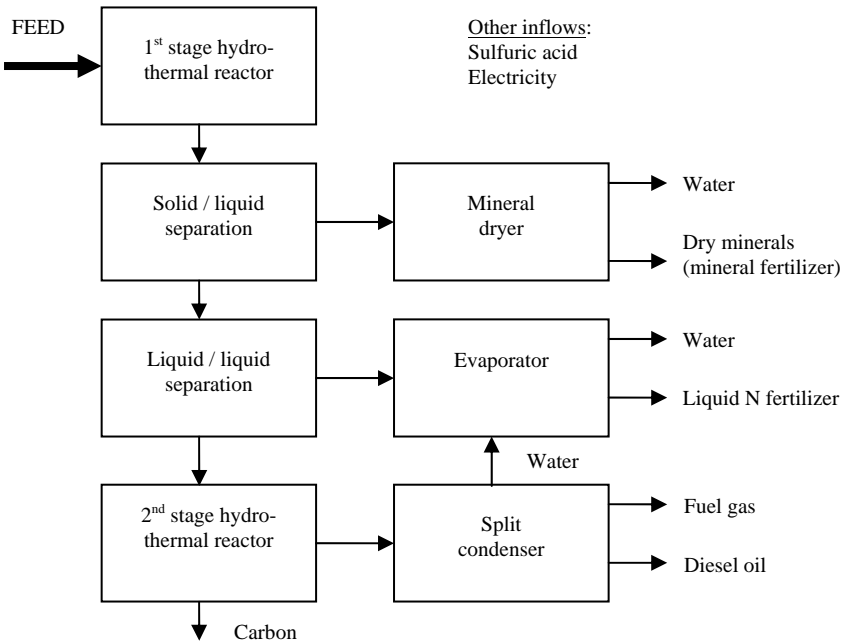 FEED
1st stage hydro-
thermal reactor
Other inflows:
Sulfuric acid
Electricity
Solid / liquid
separation
Mineral
dryer
Water
Dry minerals
(mineral fertilizer)
Liquid / liquid
separation
Evaporator
Water
Liquid N fertilizer
Water
2nd stage hydro-
thermal reactor
Split
condenser
Fuel gas
Diesel oil
Carbon